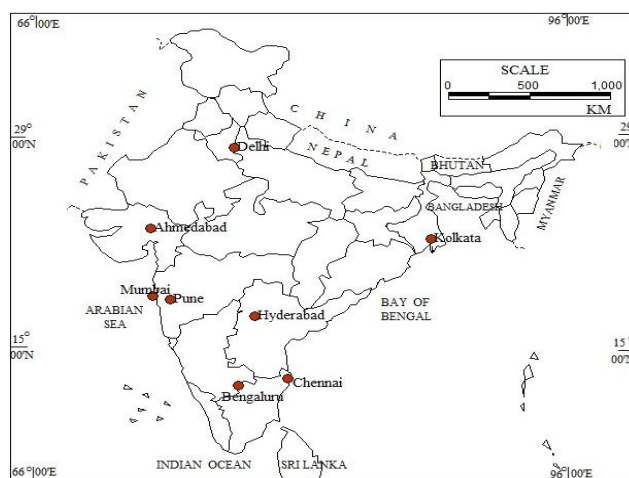 66° 00'E
96° 00'E
SCALE
0 500 1,000
KM
PAKISTAN
CHINA
29°
00'N
29°
00'N
Delhi
NEPAL
BHUTAN
BANGLADESH
MYANMAR
Ahmedabad
Kolkata
Mumbai
Pune
ARABIAN
SEA
Hyderabad
BAY OF
BENGAL
15°
00'N
15°
00'N
Chennai
Bengaluru
INDIAN OCEAN
SRI LANKA
66° 00'E
96° 00'E